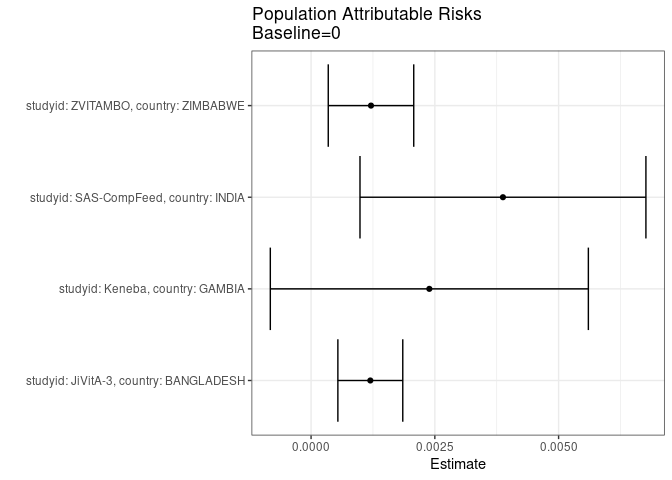 Population Attributable Risks
Baseline=0
studyid: ZVITAMBO, country: ZIMBABWE
studyid: SAS-CompFeed, country: INDIA
studyid: Keneba, country: GAMBIA
studyid: JiVitA-3, country: BANGLADESH
0.0000 0.0025 0.0050
Estimate